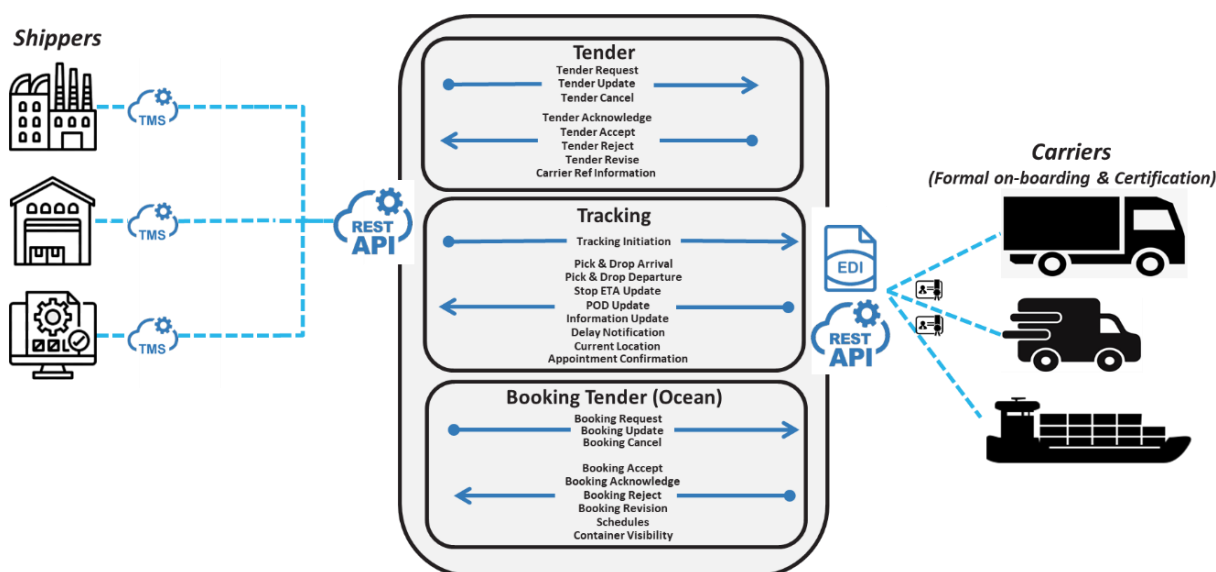 Shippers
TMS
TMS
TMS
REST
API
Tender
Tender Request
Tender Update
Tender Cancel
Tender Acknowledge
Tender Accept
Tender Reject
Tender Revise
Carrier Ref Information
Tracking
Tracking Initiation
Pick & Drop Arrival
Pick & Drop Departure
Stop ETA Update
POD Update
Information Update
Delay Notification
Current Location
Appointment Confirmation
Booking Tender (Ocean)
Booking Request
Booking Update
Booking Cancel
Booking Accept
Booking Acknowledge
Booking Reject
Booking Revision
Schedules
Container Visibility
EDI
REST
API
Carriers
(Formal on-boarding & Certification)